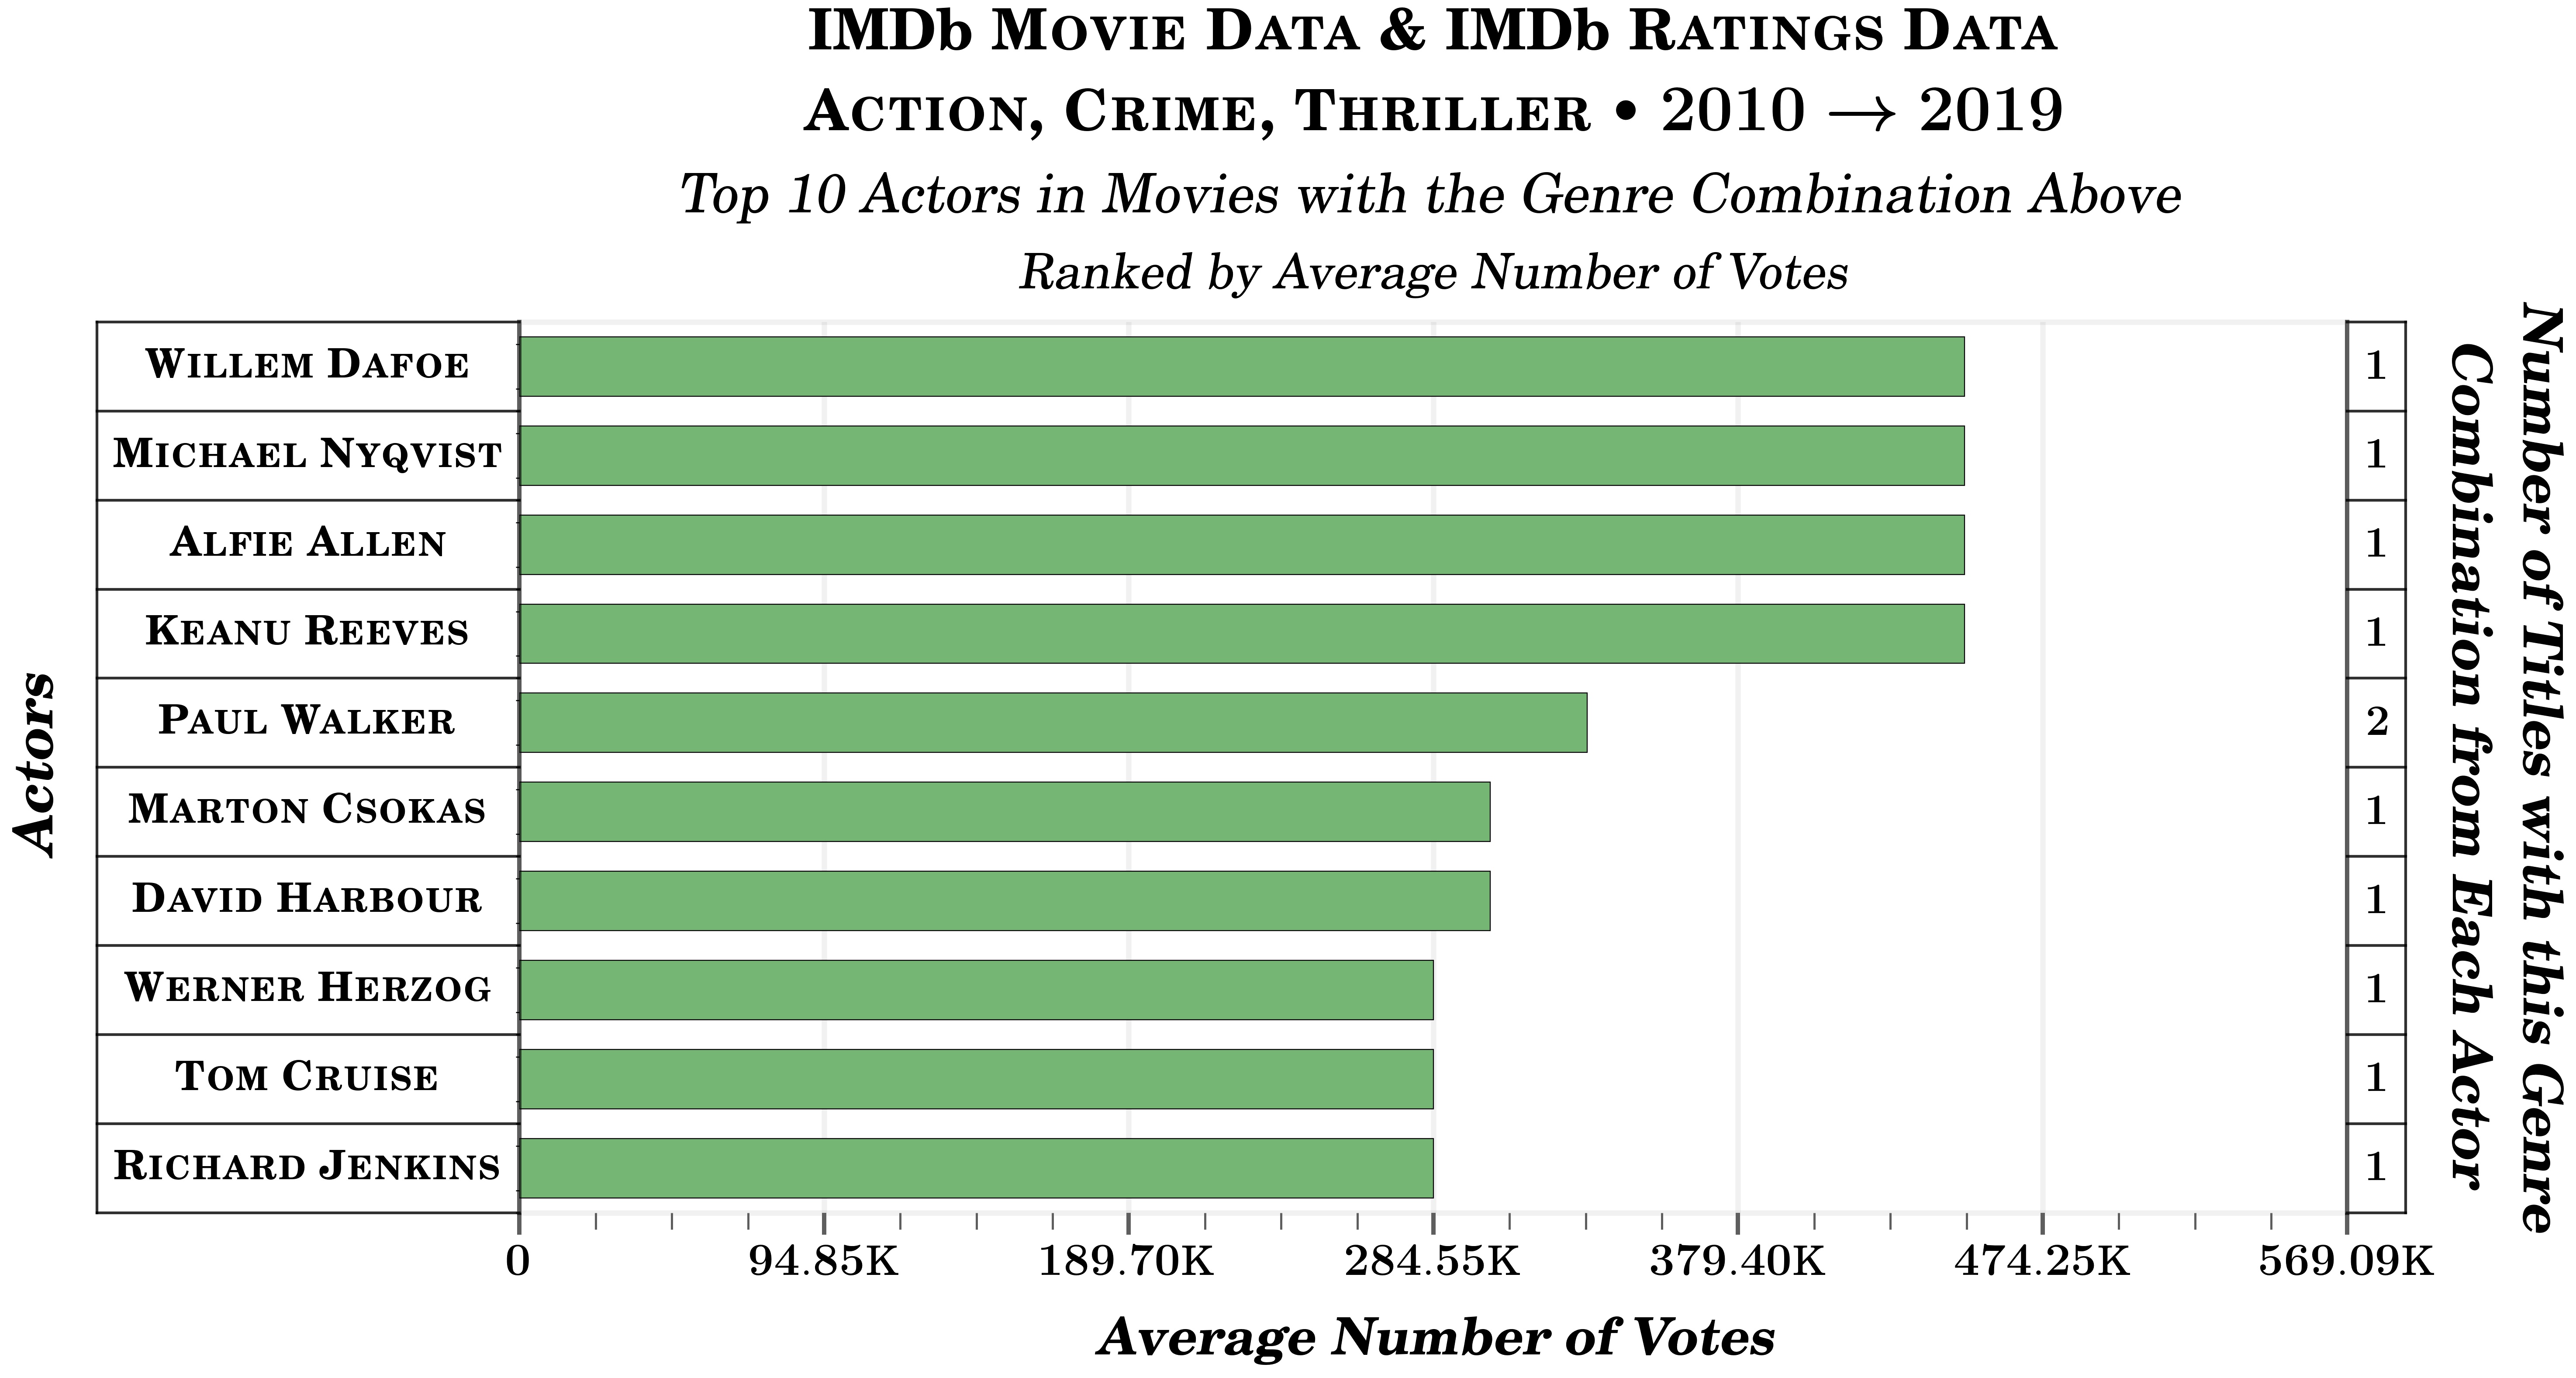 IMDb Movie Data & IMDb Ratings Data
Action, Crime, Thriller • 2010 → 2019
Top 10 Actors in Movies with the Genre Combination Above
Ranked by Average Number of Votes
Actors
Willem Dafoe 1
Michael Nyqvist 1
Alfie Allen 1
Keanu Reeves 1
Paul Walker 2
Marton Csokas 1
David Harbour 1
Werner Herzog 1
Tom Cruise 1
Richard Jenkins 1
0 94.85K 189.70K 284.55K 379.40K 474.25K 569.09K
Average Number of Votes
Number of Titles with this Genre
Combination from Each Actor